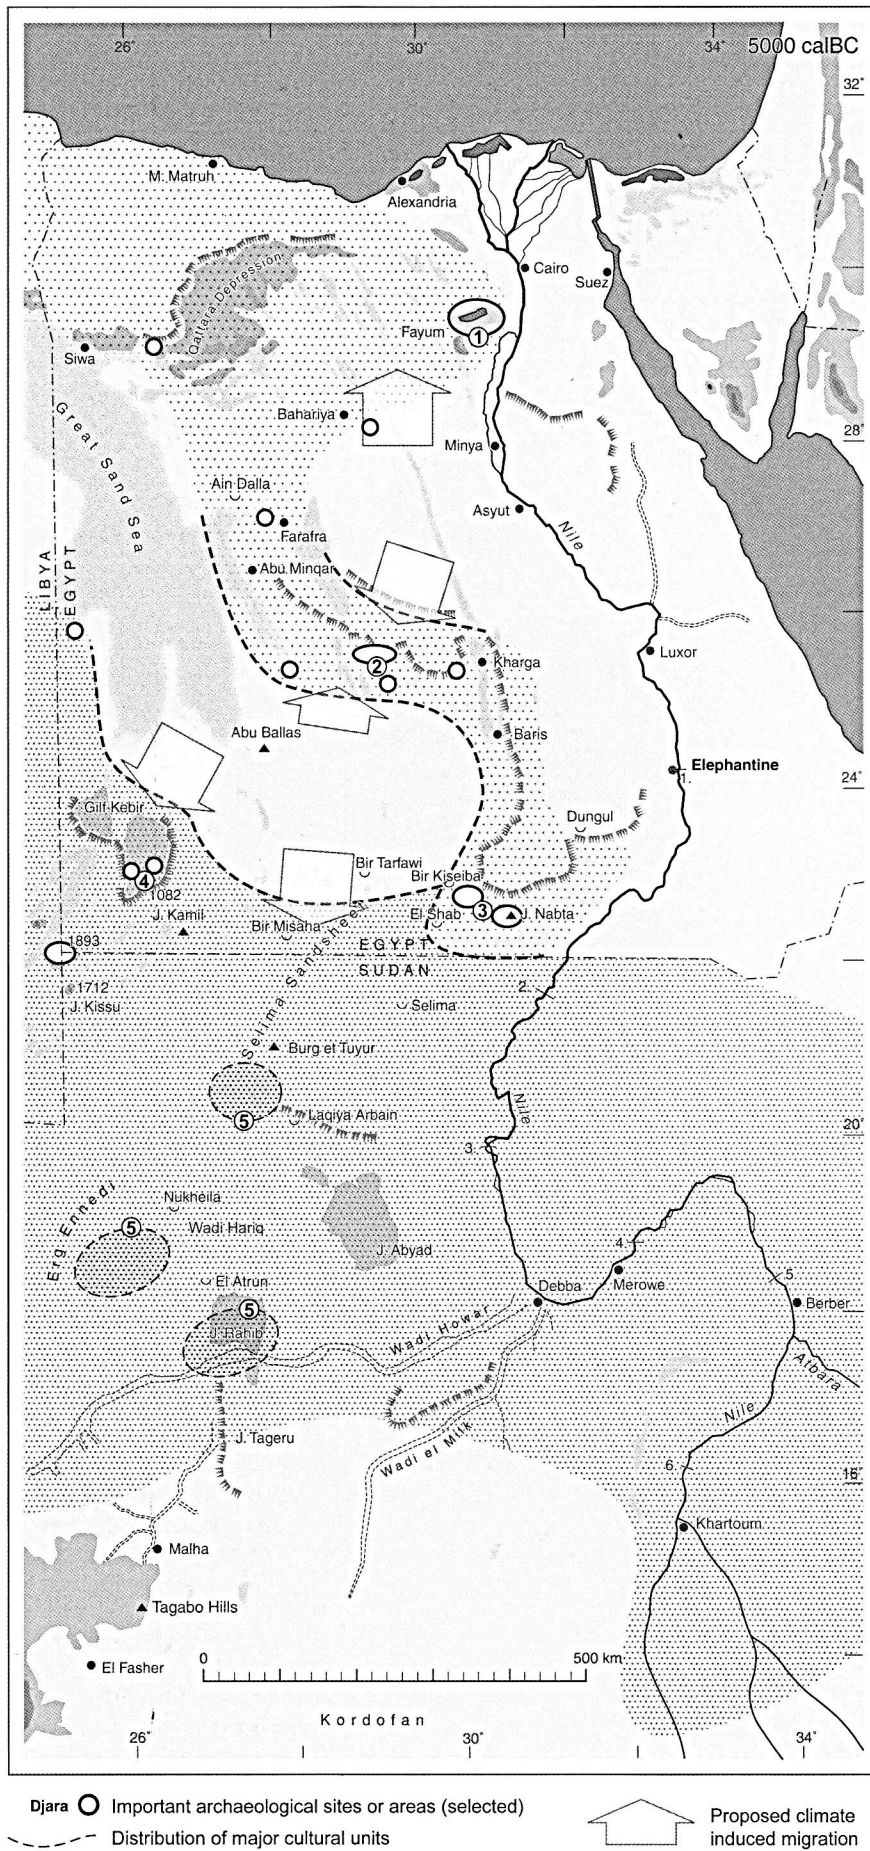 26°
30°
34°
5000 calBC
32°
M. Matruh
Alexandria
Cairo
Suez
Qattara Depression
Fayum
1
Siwa
Great Sand Sea
Bahariya
28°
Minya
Ain Dalla
Asyut
Farafra
Nile
LIBYA
EGYPT
Abu Minqar
2
Kharga
Luxor
Abu Ballas
Baris
Elephantine
1.
24°
Gilf Kebir
Dungul
Bir Tarfawi
4
1082
Bir Kiseiba
J. Kamil
El Shab
3
J. Nabta
Bir Misaha
1893
EGYPT
SUDAN
1712
J. Kissu
Selima Sandsheet
2.
Selima
Burg et Tuyur
5
Laqiya Arbain
Nile
20°
3.
Erg Ennedi
Nukheila
5
Wadi Hariq
J. Abyad
4.
El Atrun
Debba
Merowe
5.
Berber
5
J. Rahib
Wadi Howar
Atbara
Nile
J. Tageru
Wadi el Milk
6.
16°
Khartoum
Malha
Tagabo Hills
0
500 km
El Fasher
Kordofan
26°
30°
34°
Djara Important archaeological sites or areas (selected)
Distribution of major cultural units
Proposed climate
induced migration